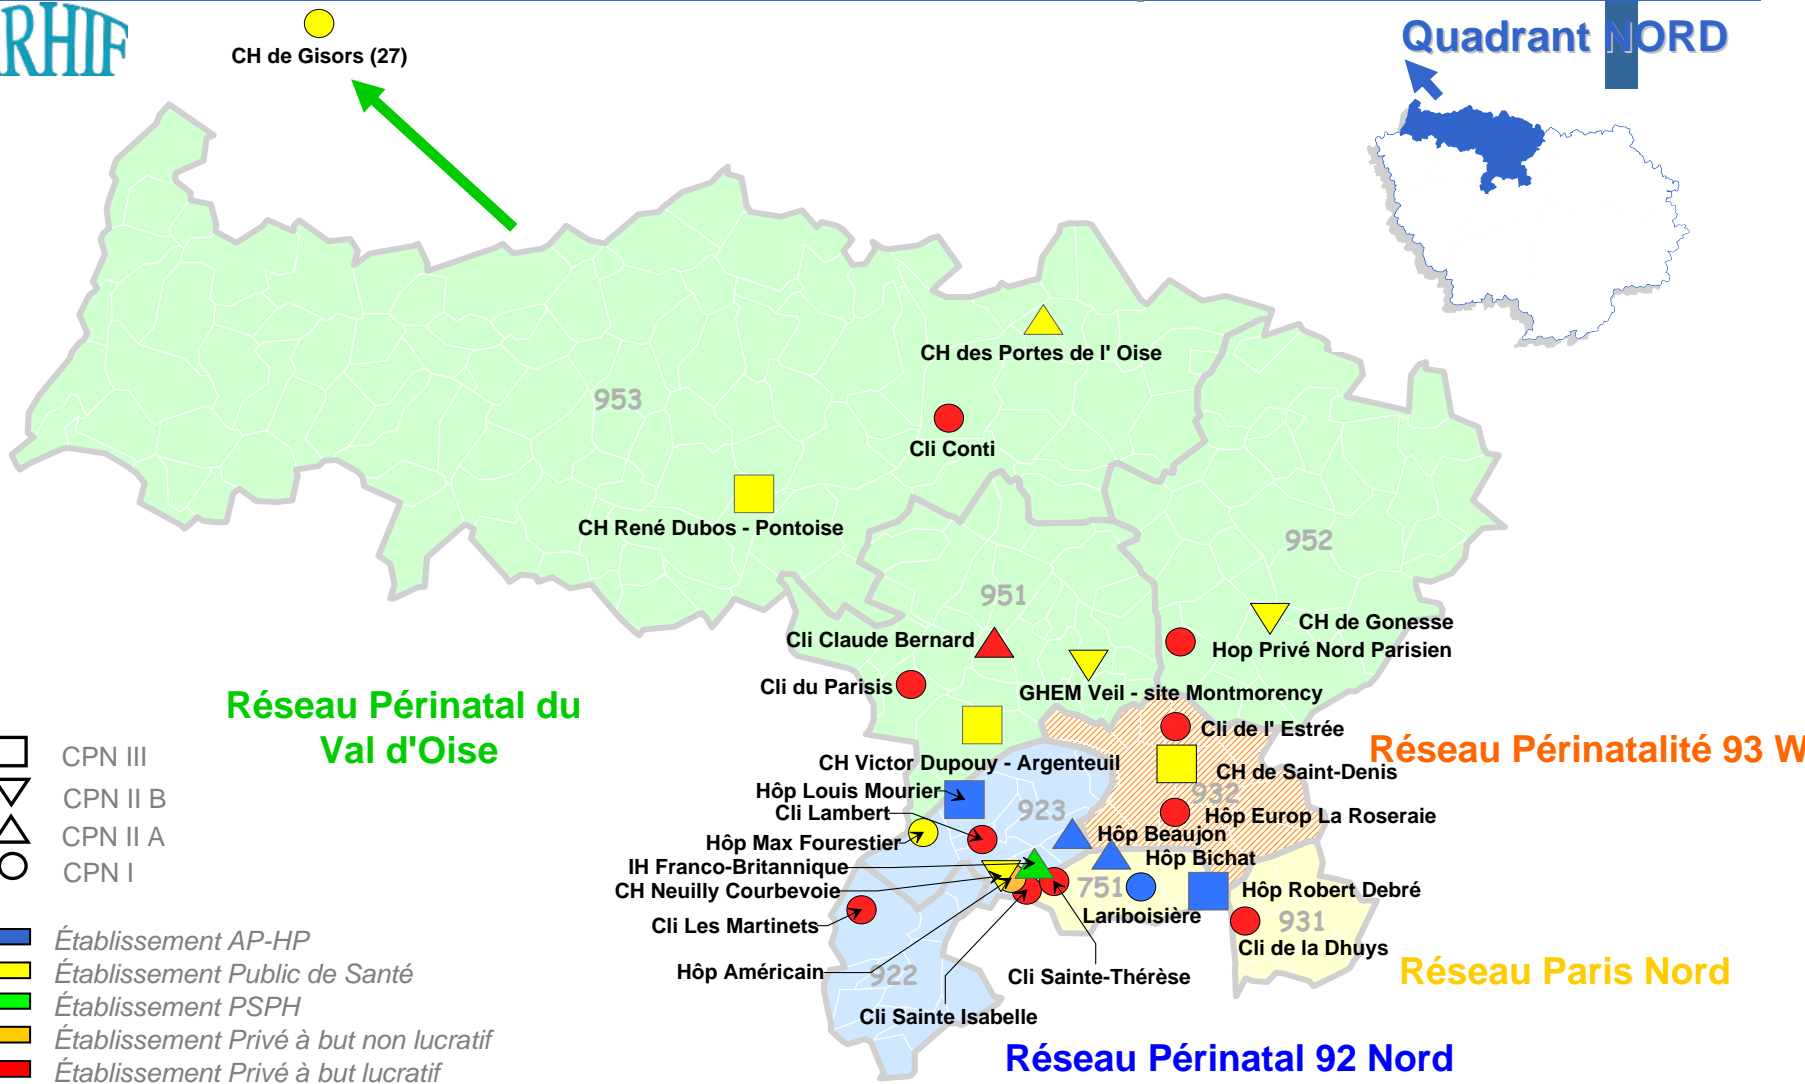 RHIF
CH de Gisors (27)
Quadrant NORD
CH des Portes de l' Oise
953
Cli Conti
CH René Dubos - Pontoise
952
951
CH de Gonesse
Cli Claude Bernard
Hop Privé Nord Parisien
Cli du Parisis
GHEM Veil - site Montmorency
Réseau Périnatal du
Val d'Oise
Cli de l' Estrée
Réseau Périnatalité 93 W
CH Victor Dupouy - Argenteuil
CH de Saint-Denis
932
Hôp Louis Mourier
923
Cli Lambert
Hôp Europ La Roseraie
Hôp Max Fourestier
Hôp Beaujon
IH Franco-Britannique
Hôp Bichat
CH Neuilly Courbevoie
751
Hôp Robert Debré
Cli Les Martinets
Lariboisière
931
Cli de la Dhuys
Hôp Américain
922
Cli Sainte-Thérèse
Réseau Paris Nord
Cli Sainte Isabelle
Réseau Périnatal 92 Nord
CPN III
CPN II B
CPN II A
CPN I
Établissement AP-HP
Établissement Public de Santé
Établissement PSPH
Établissement Privé à but non lucratif
Établissement Privé à but lucratif